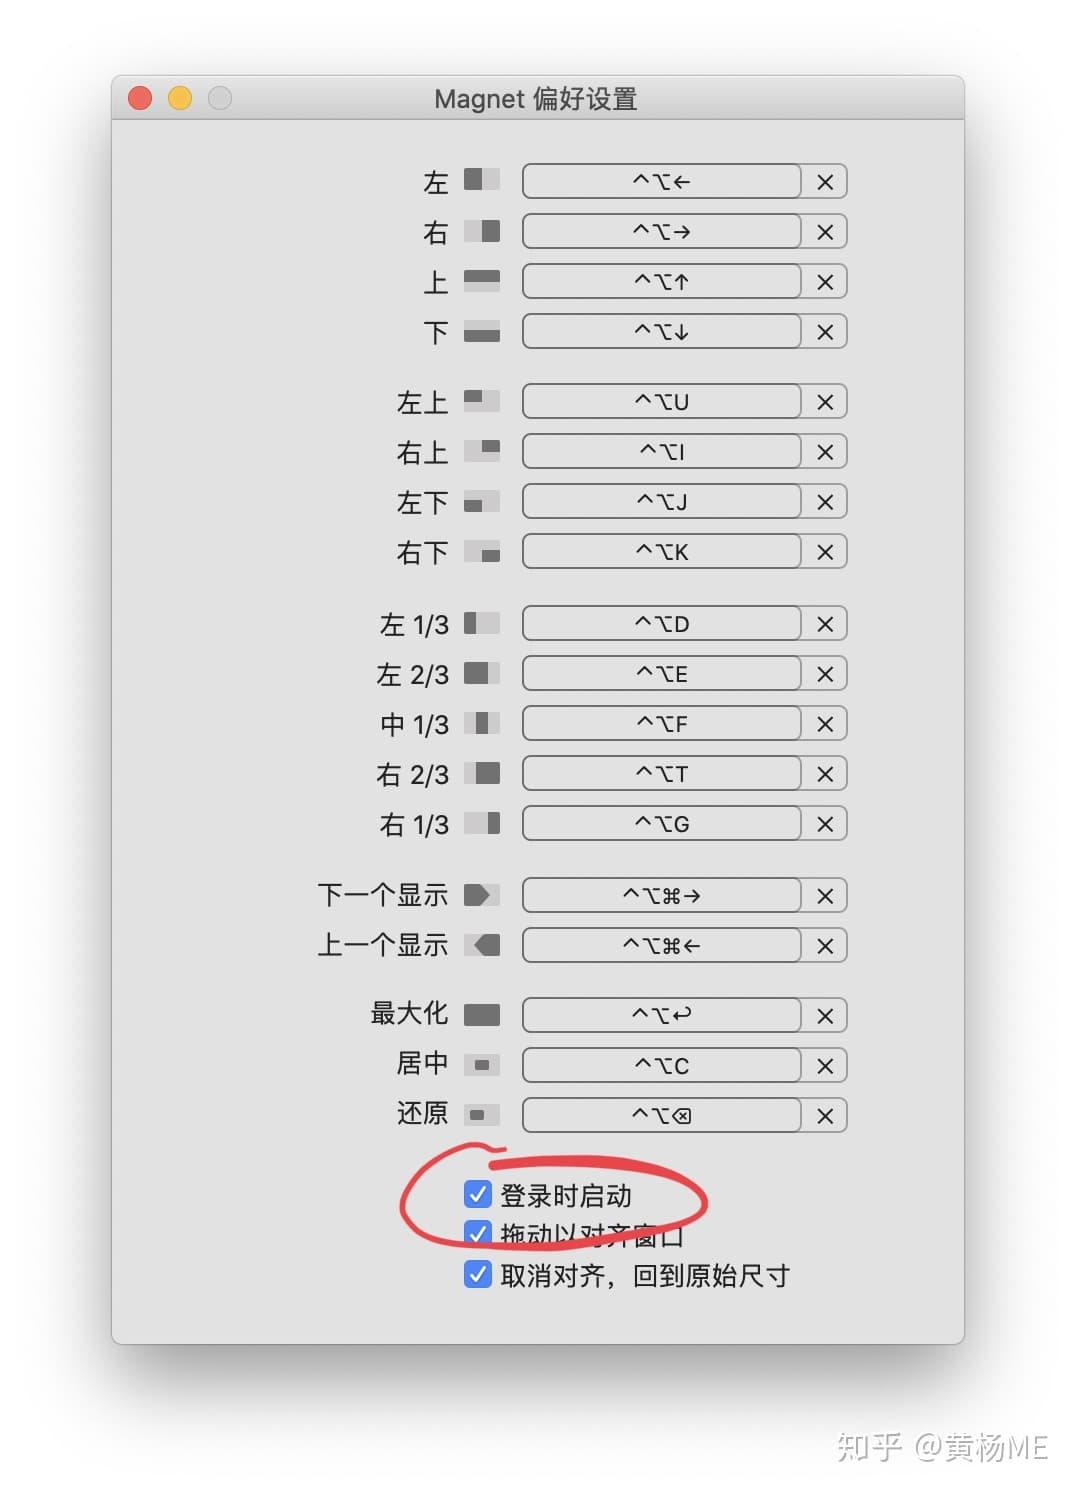 Magnet 偏好设置
左 ^⌥←
右 ^⌥→
上 ^⌥↑
下 ^⌥↓
左上 ^⌥U
右上 ^⌥I
左下 ^⌥J
右下 ^⌥K
左 1/3 ^⌥D
左 2/3 ^⌥E
中 1/3 ^⌥F
右 2/3 ^⌥T
右 1/3 ^⌥G
下一个显示 ^⌥⌘→
上一个显示 ^⌥⌘←
最大化 ^⌥↩
居中 ^⌥C
还原 ^⌥⌫
登录时启动
拖动以对齐窗口
取消对齐，回到原始尺寸
知乎 @黄杨ME